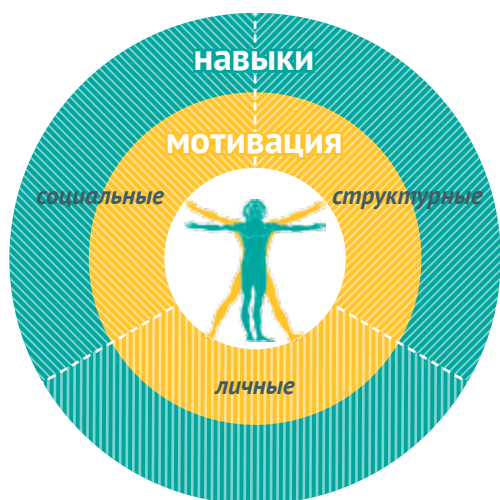 навыки
мотивация
социальные
структурные
личные